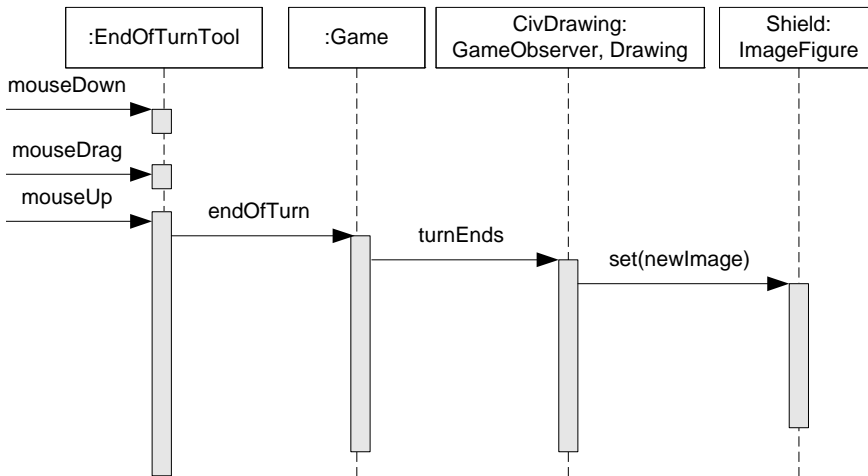 :EndOfTurnTool
:Game
CivDrawing:
GameObserver, Drawing
Shield:
ImageFigure
mouseDown
mouseDrag
mouseUp
endOfTurn
turnEnds
set(newImage)